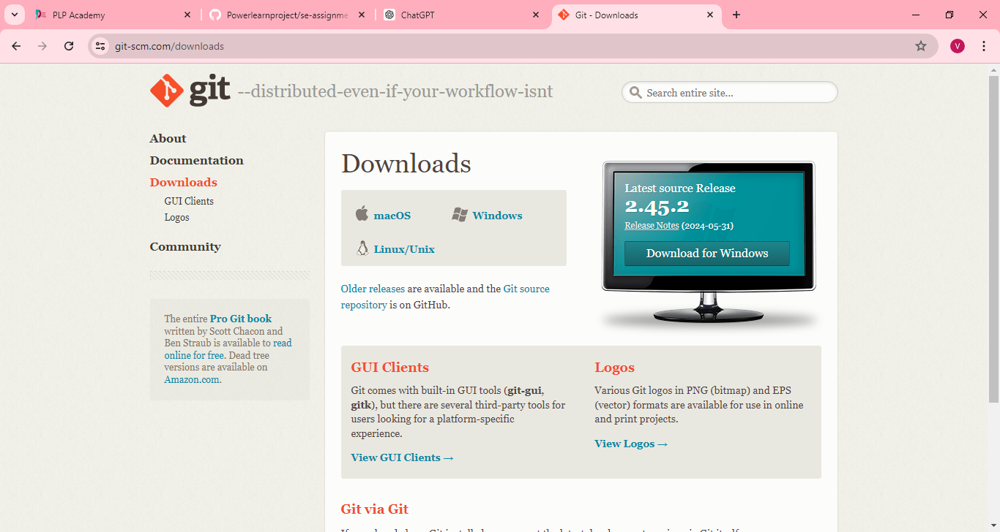 PLP Academy
Powerlearnproject/se-assignme
ChatGPT
Git - Downloads
git-scm.com/downloads
V
git --distributed-even-if-your-workflow-isnt
Search entire site...
About
Documentation
Downloads
GUI Clients
Logos
Community
The entire Pro Git book
written by Scott Chacon and
Ben Straub is available to read
online for free. Dead tree
versions are available on
Amazon.com.
Downloads
macOS
Windows
Linux/Unix
Older releases are available and the Git source
repository is on GitHub.
Latest source Release
2.45.2
Release Notes (2024-05-31)
Download for Windows
GUI Clients
Git comes with built-in GUI tools (git-gui,
gitk), but there are several third-party tools for
users looking for a platform-specific
experience.
View GUI Clients →
Logos
Various Git logos in PNG (bitmap) and EPS
(vector) formats are available for use in online
and print projects.
View Logos →
Git via Git